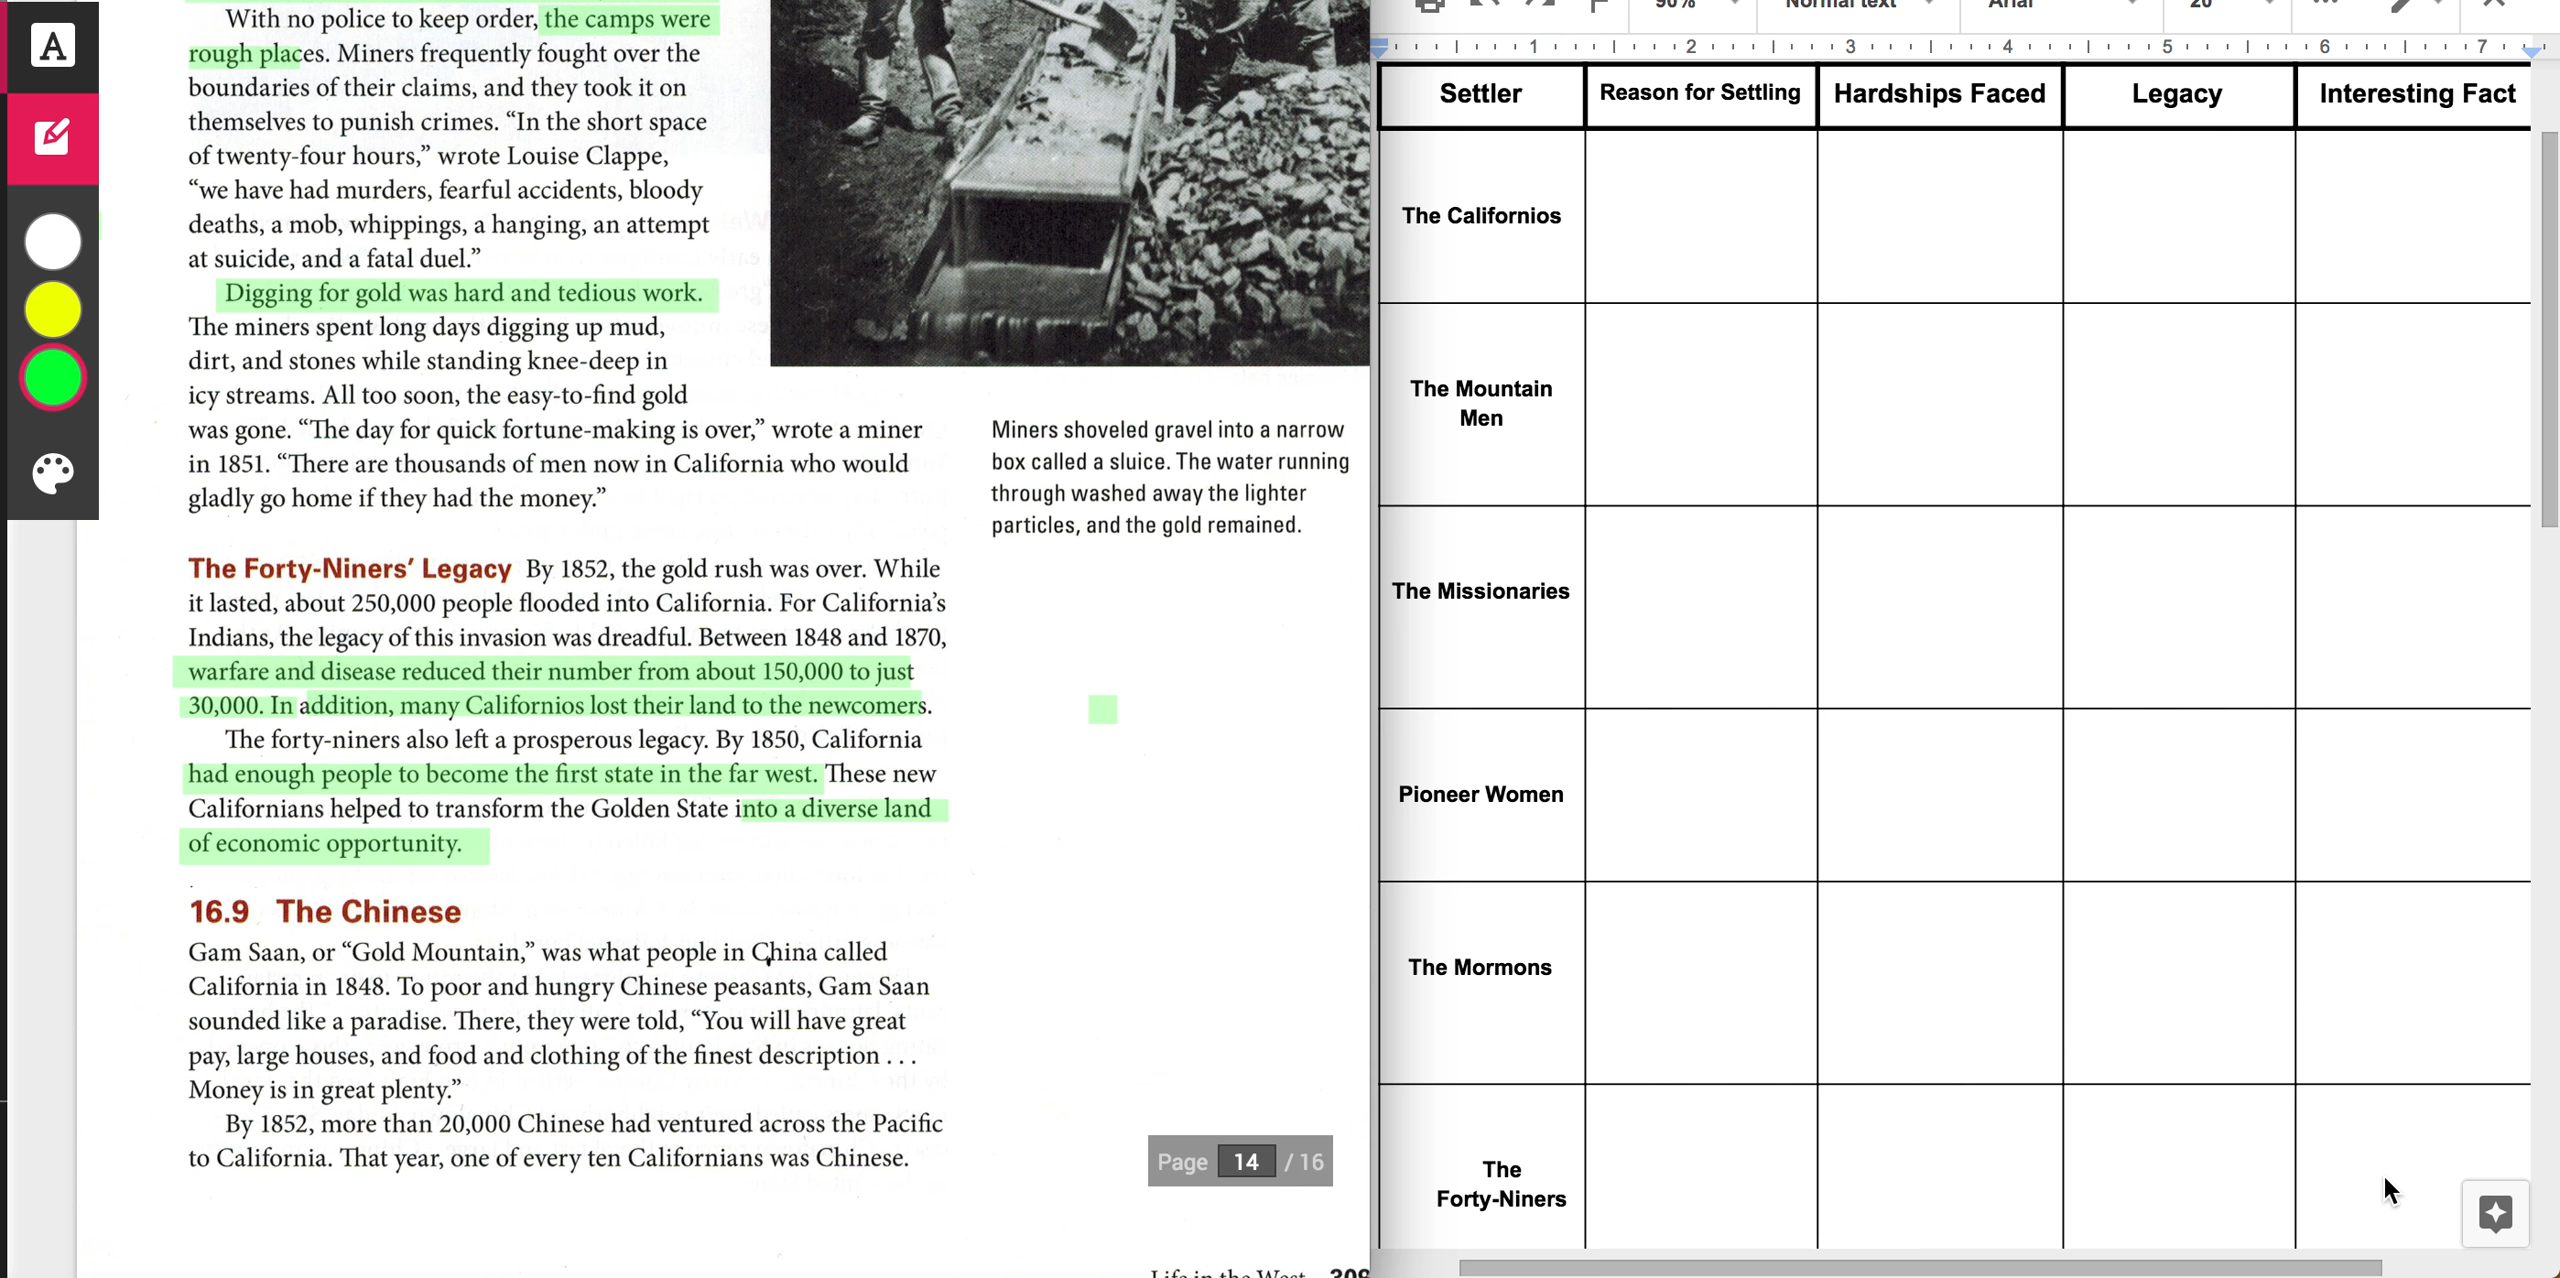 A
With no police to keep order, the camps were
rough places. Miners frequently fought over the
boundaries of their claims, and they took it on
themselves to punish crimes. “In the short space
of twenty-four hours,” wrote Louise Clappe,
“we have had murders, fearful accidents, bloody
deaths, a mob, whippings, a hanging, an attempt
at suicide, and a fatal duel.”
Digging for gold was hard and tedious work.
The miners spent long days digging up mud,
dirt, and stones while standing knee-deep in
icy streams. All too soon, the easy-to-find gold
was gone. “The day for quick fortune-making is over,” wrote a miner
in 1851. “There are thousands of men now in California who would
gladly go home if they had the money.”
Miners shoveled gravel into a narrow
box called a sluice. The water running
through washed away the lighter
particles, and the gold remained.
The Forty-Niners’ Legacy By 1852, the gold rush was over. While
it lasted, about 250,000 people flooded into California. For California’s
Indians, the legacy of this invasion was dreadful. Between 1848 and 1870,
warfare and disease reduced their number from about 150,000 to just
30,000. In addition, many Californios lost their land to the newcomers.
The forty-niners also left a prosperous legacy. By 1850, California
had enough people to become the first state in the far west. These new
Californians helped to transform the Golden State into a diverse land
of economic opportunity.
16.9 The Chinese
Gam Saan, or “Gold Mountain,” was what people in China called
California in 1848. To poor and hungry Chinese peasants, Gam Saan
sounded like a paradise. There, they were told, “You will have great
pay, large houses, and food and clothing of the finest description . . .
Money is in great plenty.”
By 1852, more than 20,000 Chinese had ventured across the Pacific
to California. That year, one of every ten Californians was Chinese.
Page 14 / 16
Life in the West 309
90% Normal text Arial 20
1 2 3 4 5 6 7
Settler Reason for Settling Hardships Faced Legacy Interesting Fact
The Californios
The Mountain
Men
The Missionaries
Pioneer Women
The Mormons
The
Forty-Niners